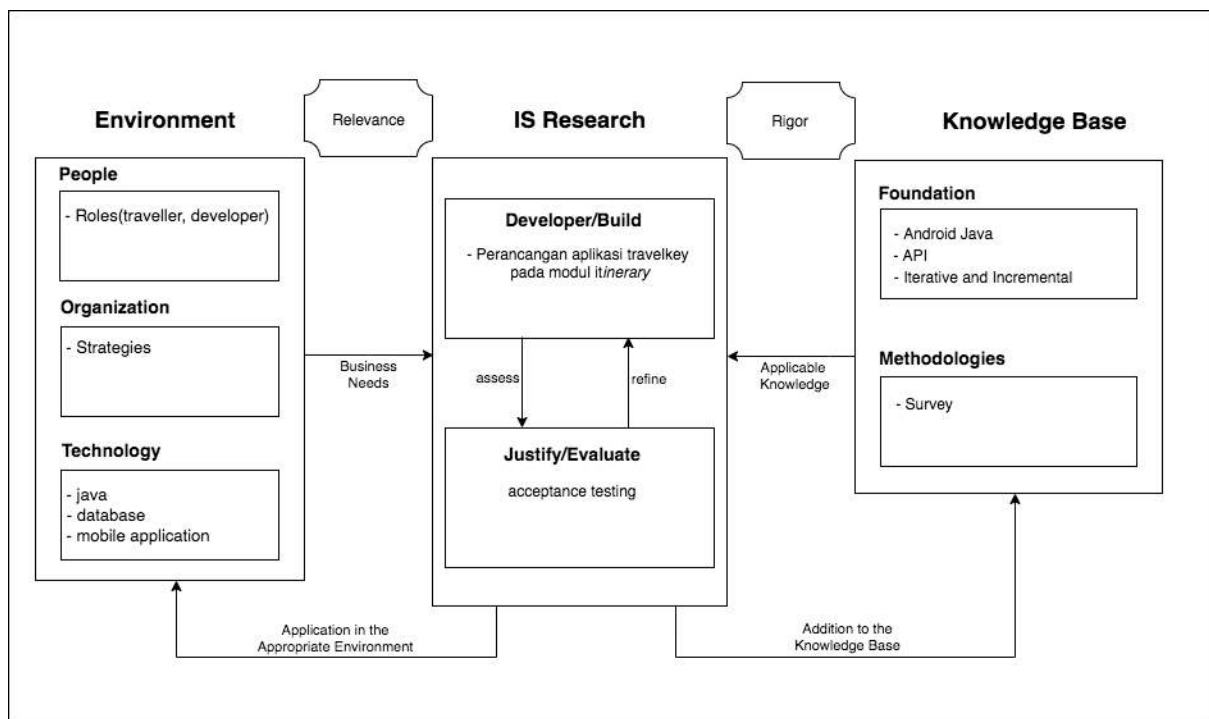 Environment
Relevance
IS Research
Rigor
Knowledge Base
People
- Roles(traveller, developer)
Organization
- Strategies
Technology
- java
- database
- mobile application
Business
Needs
Developer/Build
- Perancangan aplikasi travelkey
pada modul itinerary
assess
refine
Justify/Evaluate
acceptance testing
Applicable
Knowledge
Foundation
- Android Java
- API
- Iterative and Incremental
Methodologies
- Survey
Application in the
Appropriate Environment
Addition to the
Knowledge Base